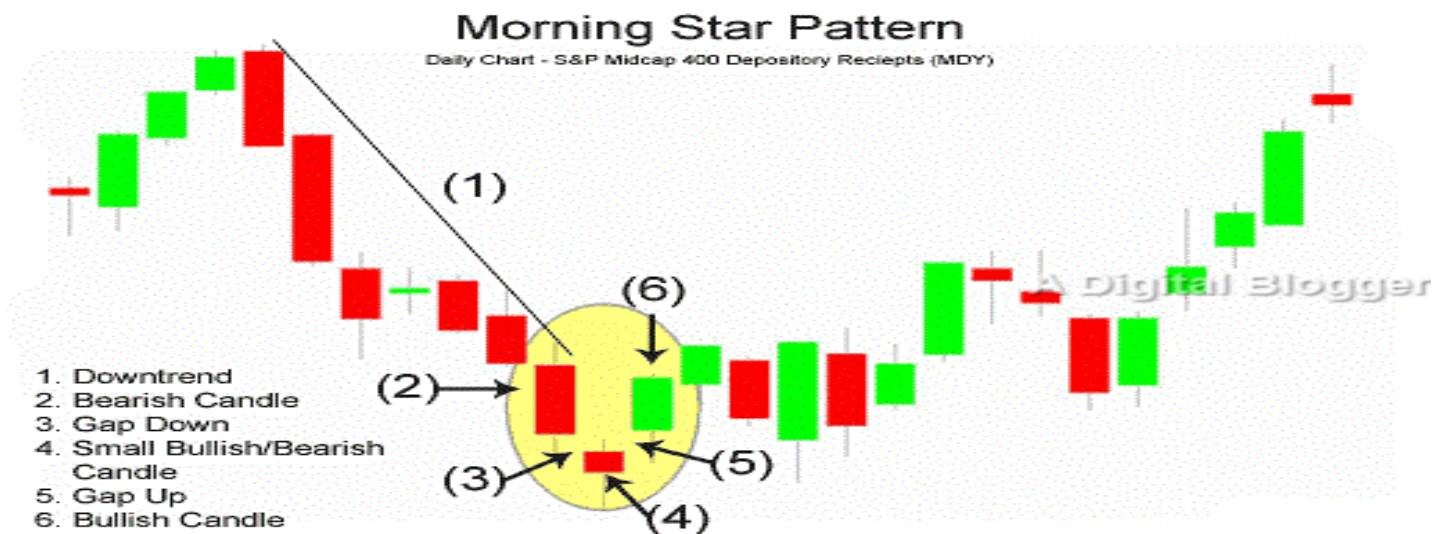 Morning Star Pattern
Daily Chart - S&P Midcap 400 Depository Reciepts (MDY)
(1)
(6)
A Digital Blogger
(2)
(3)
(5)
(4)
1. Downtrend
2. Bearish Candle
3. Gap Down
4. Small Bullish/Bearish
Candle
5. Gap Up
6. Bullish Candle